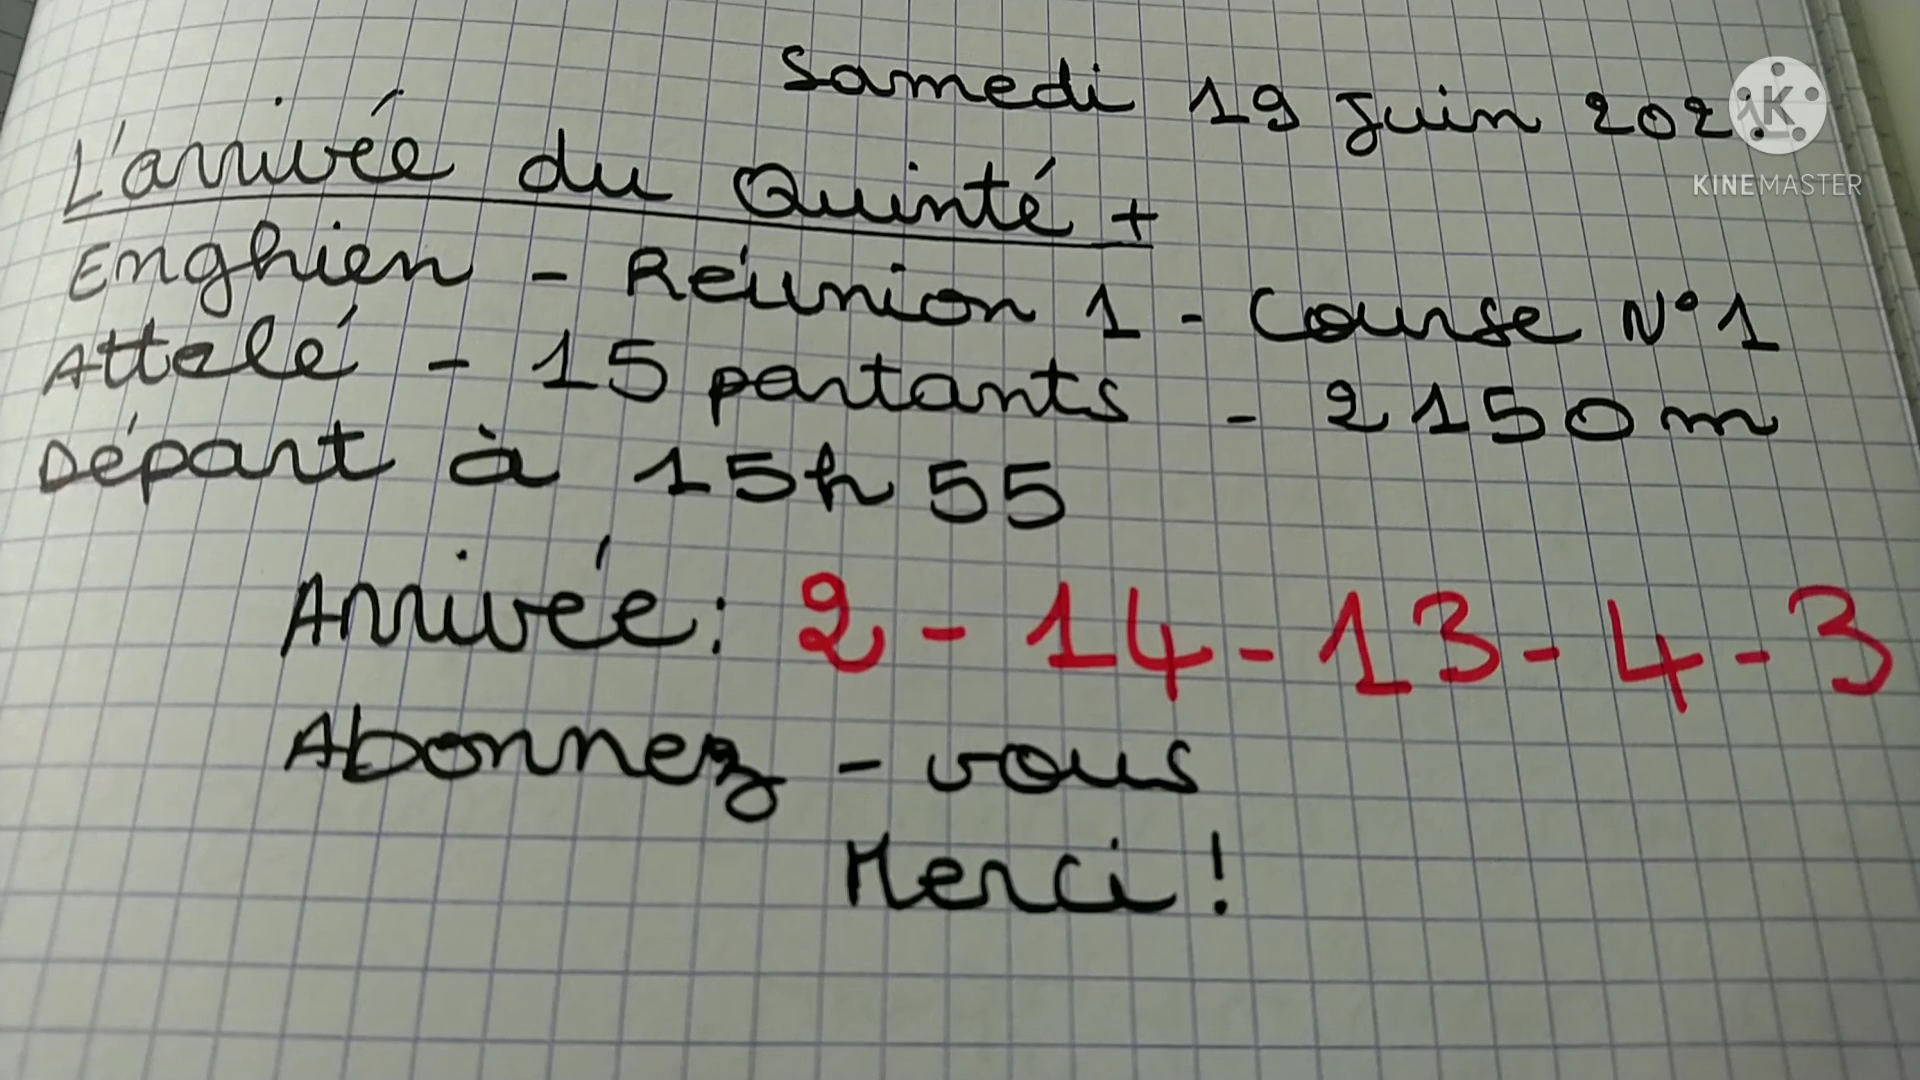 Samedi 19 Juin 202
KINEMASTER
L'arrivée du Quinté +
Enghien - Réunion 1 - Course N°1
Attelé - 15 partants - 2150m
Départ à 15h55
Arrivée: 2 - 14 - 13 - 4 - 3
Abonnez - vous
Merci !